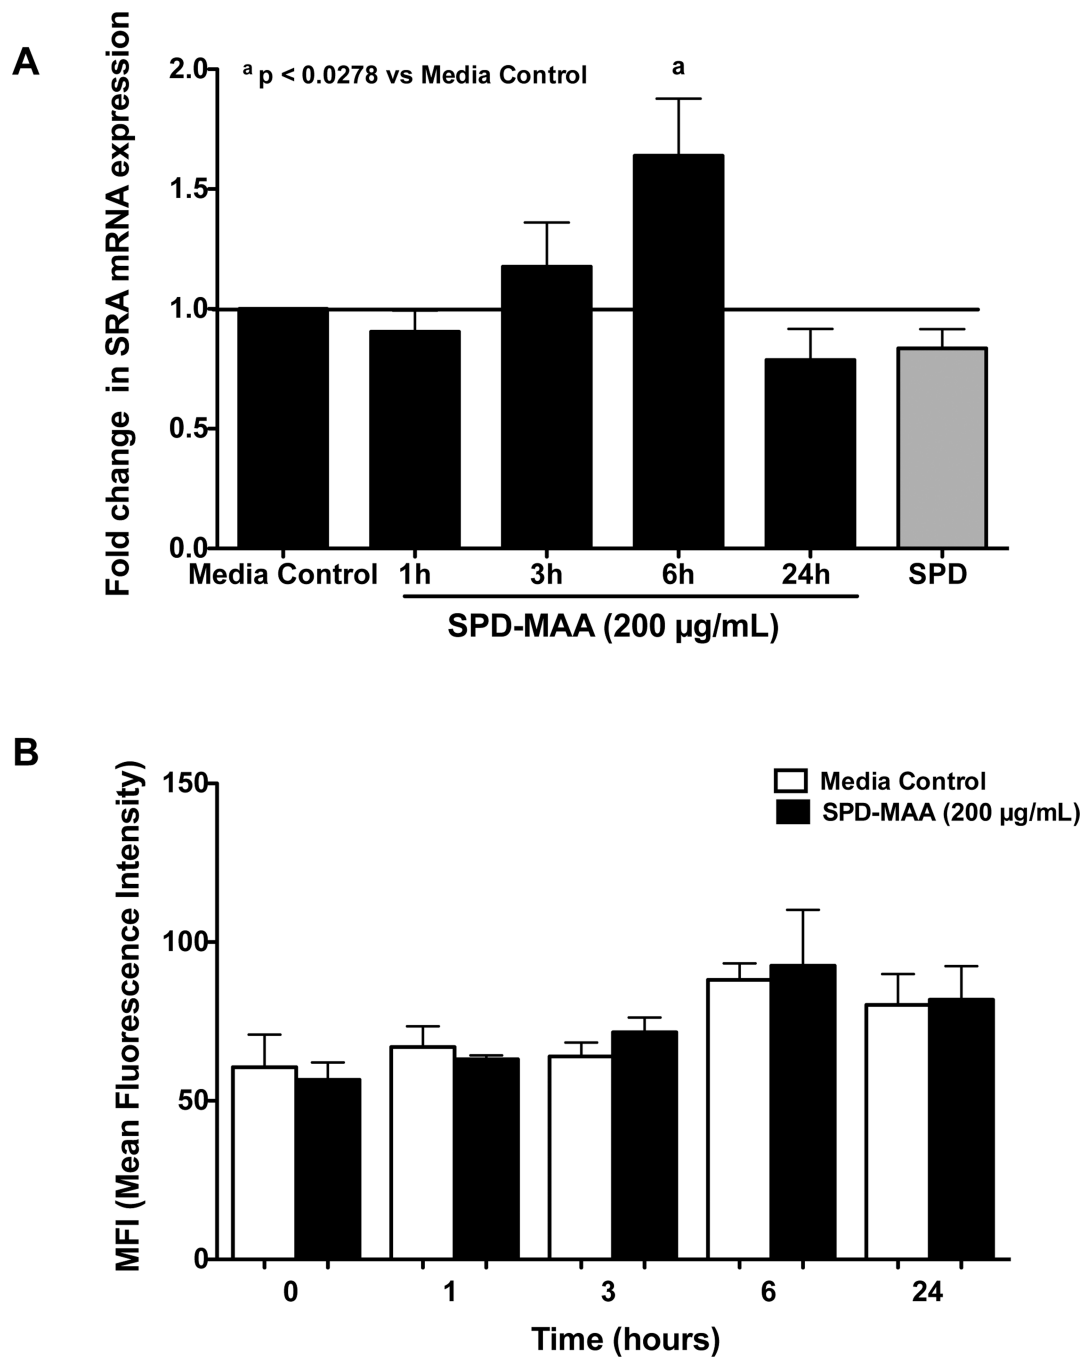 A
Fold change in SRA mRNA expression
2.0
1.5
1.0
0.5
0.0
a p < 0.0278 vs Media Control
a
Media Control 1h 3h 6h 24h SPD
SPD-MAA (200 µg/mL)
B
MFI (Mean Fluorescence Intensity)
150
100
50
0
Media Control
SPD-MAA (200 µg/mL)
0 1 3 6 24
Time (hours)